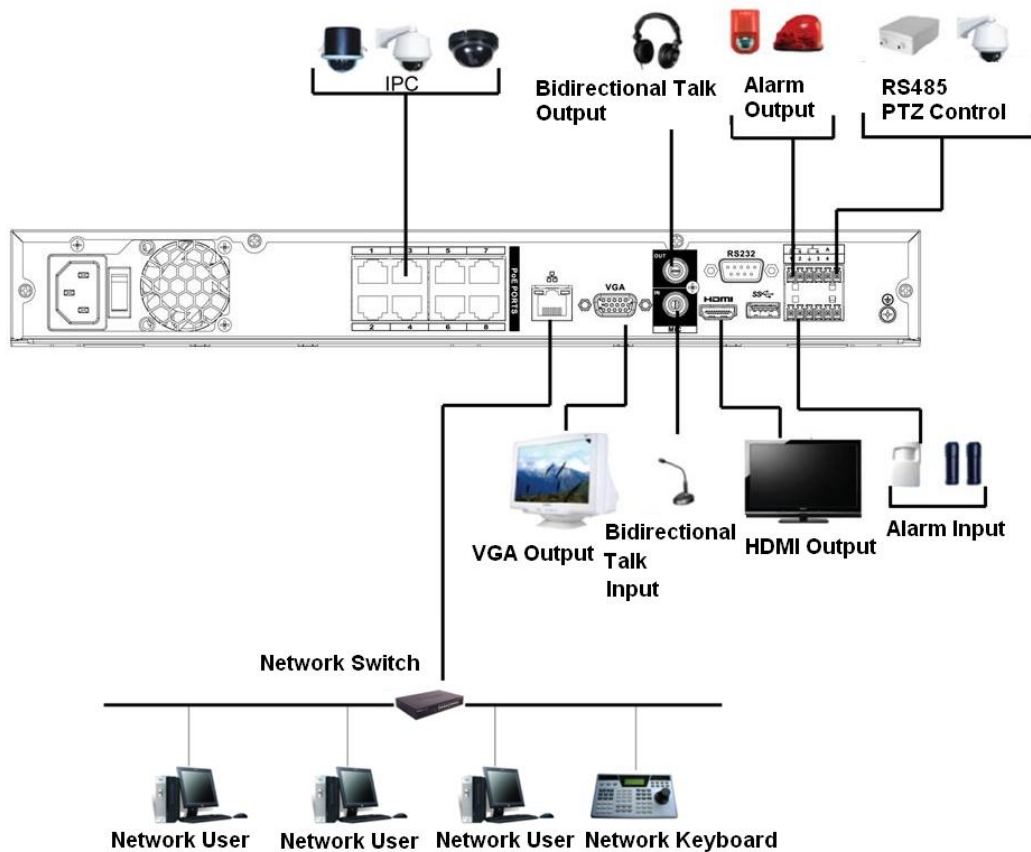 IPC
Bidirectional Talk
Output
Alarm
Output
RS485
PTZ Control
1 3 5 7
2 4 6 8
PoE PORTS
VGA
OUT
IN
MIC
RS232
HDMI
SS
A
VGA Output
Bidirectional
Talk
Input
HDMI Output
Alarm Input
Network Switch
Network User
Network User
Network User
Network Keyboard